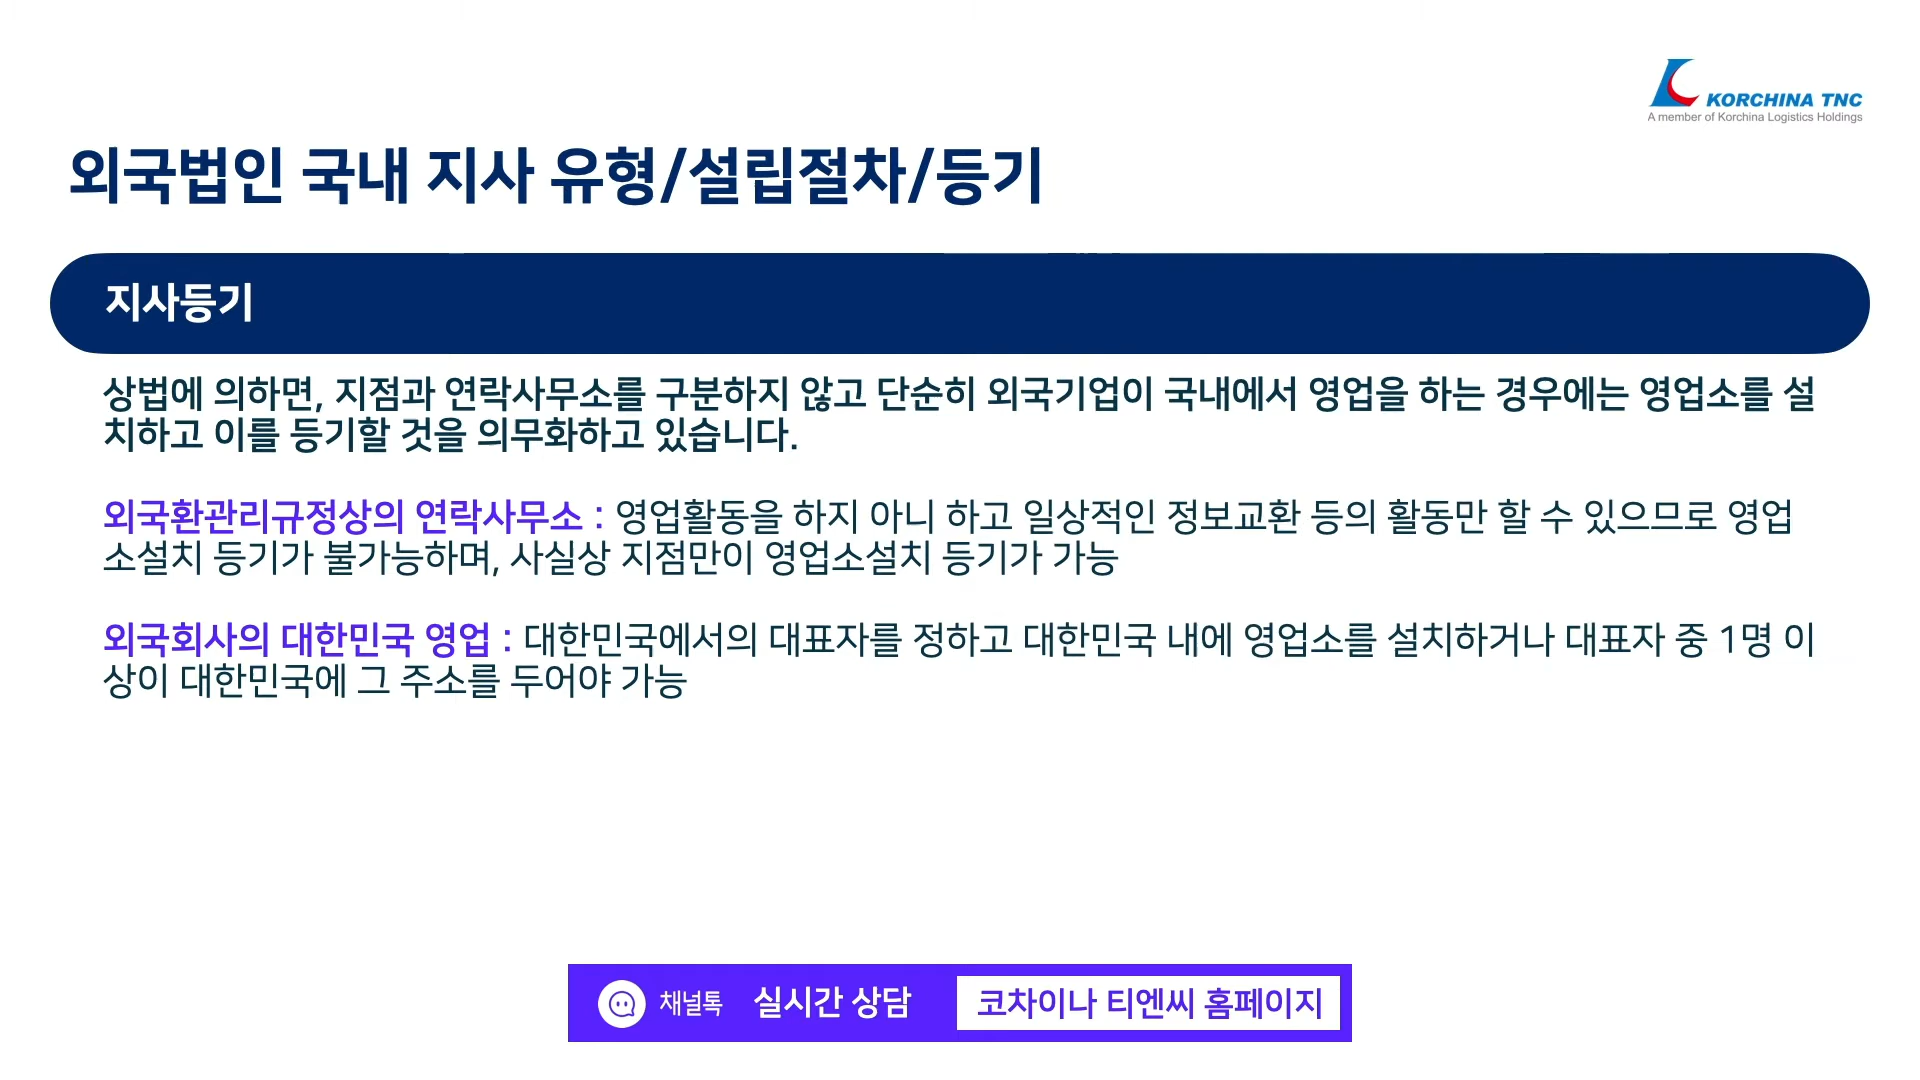 KORCHINA TNC
A member of Korchina Logistics Holdings
외국법인 국내 지사 유형/설립절차/등기
지사등기
상법에 의하면, 지점과 연락사무소를 구분하지 않고 단순히 외국기업이 국내에서 영업을 하는 경우에는 영업소를 설
치하고 이를 등기할 것을 의무화하고 있습니다.
외국환관리규정상의 연락사무소 : 영업활동을 하지 아니 하고 일상적인 정보교환 등의 활동만 할 수 있으므로 영업
소설치 등기가 불가능하며, 사실상 지점만이 영업소설치 등기가 가능
외국회사의 대한민국 영업 : 대한민국에서의 대표자를 정하고 대한민국 내에 영업소를 설치하거나 대표자 중 1명 이
상이 대한민국에 그 주소를 두어야 가능
채널톡 실시간 상담 코차이나 티엔씨 홈페이지